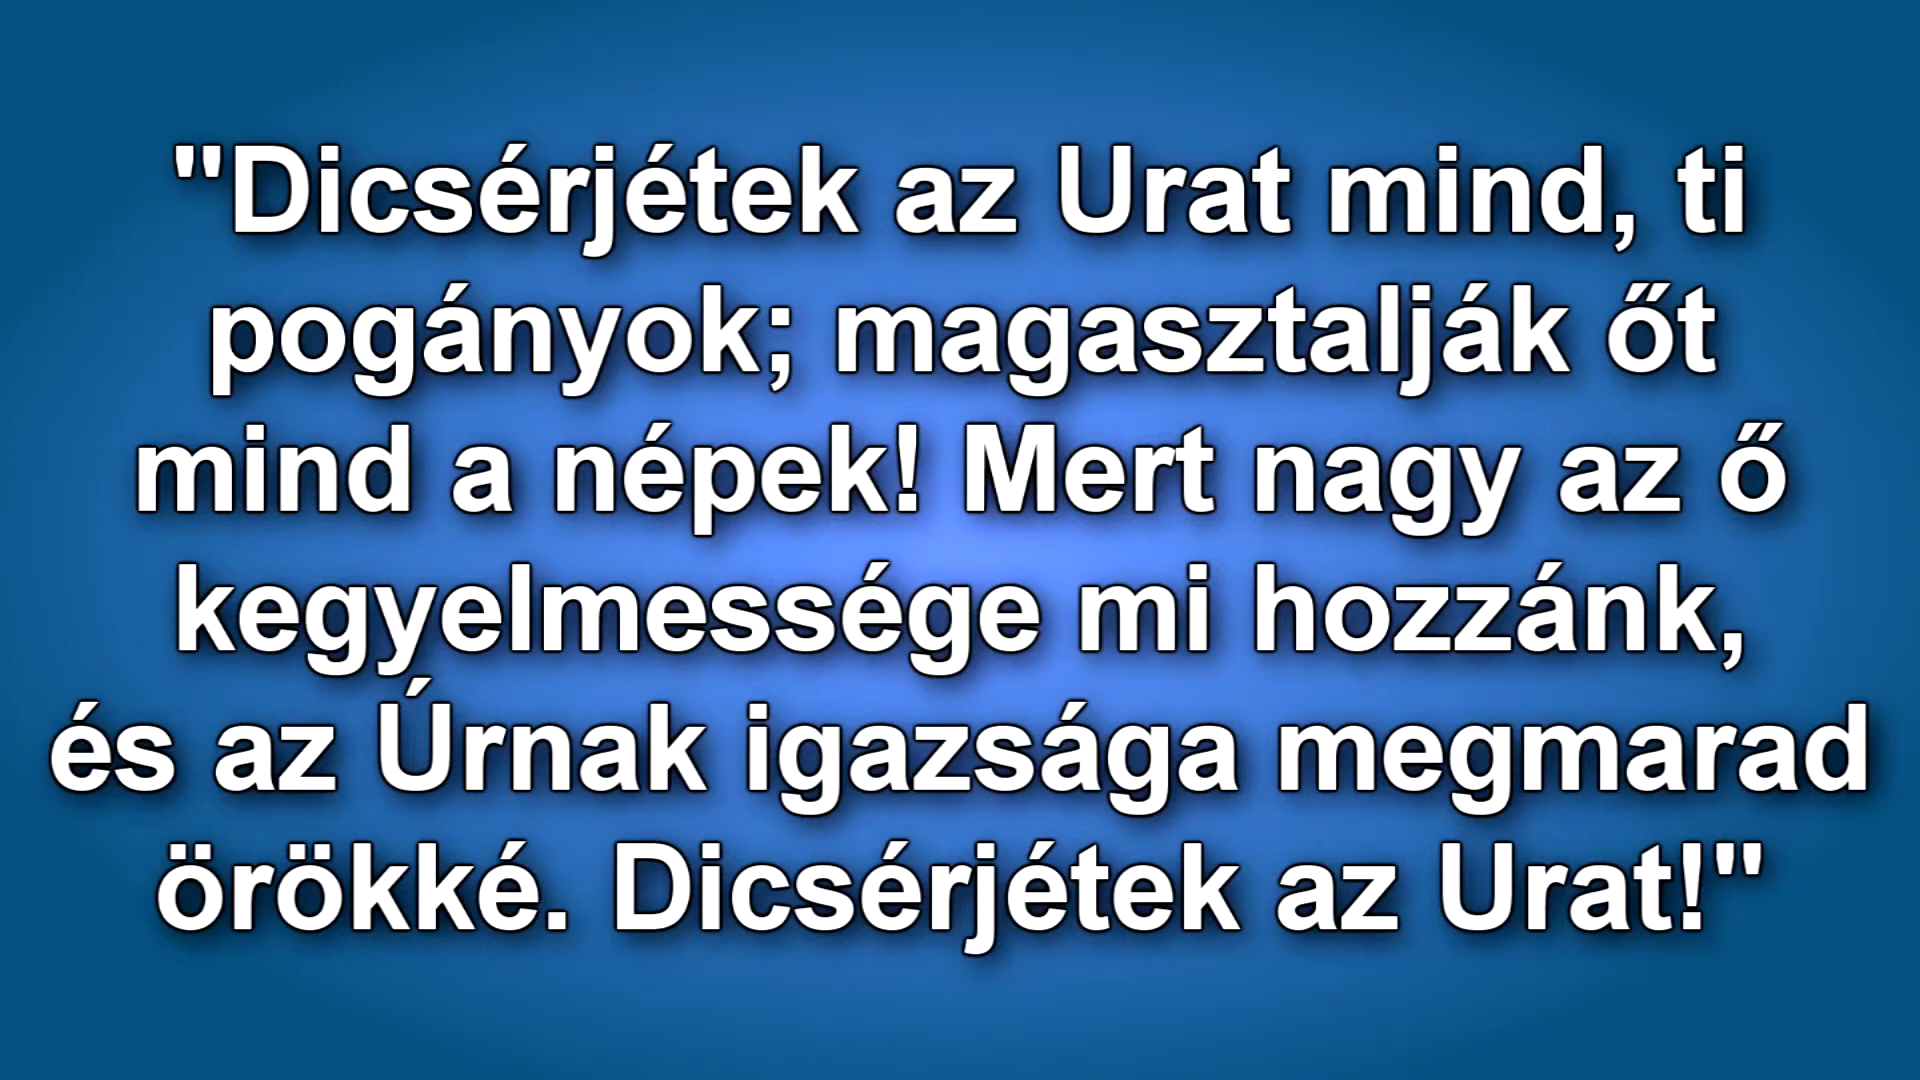 "Dicsérjétek az Urat mind, ti
pogányok; magasztalják őt
mind a népek! Mert nagy az ő
kegyelmessége mi hozzánk,
és az Úrnak igazsága megmarad
örökké. Dicsérjétek az Urat!"